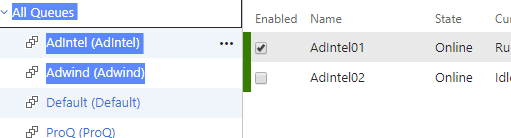 All Queues
AdIntel (AdIntel)
Adwind (Adwind)
Default (Default)
ProQ (ProQ)
Enabled Name State
AdIntel01 Online
AdIntel02 Online